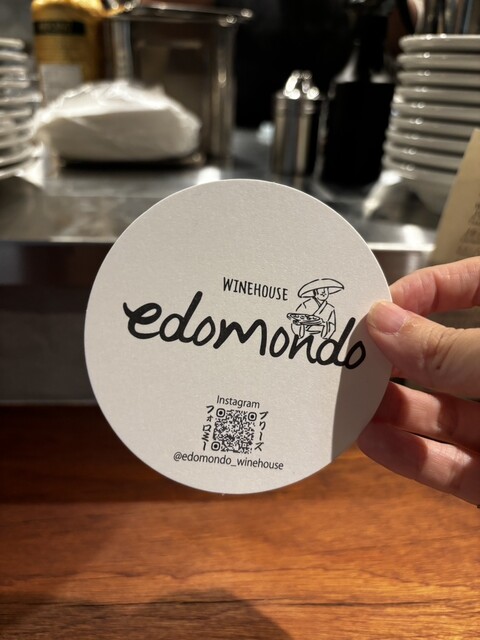 WINEHOUSE
edomondo
Instagram
フォローミー
プリーズ
@edomondo_winehouse